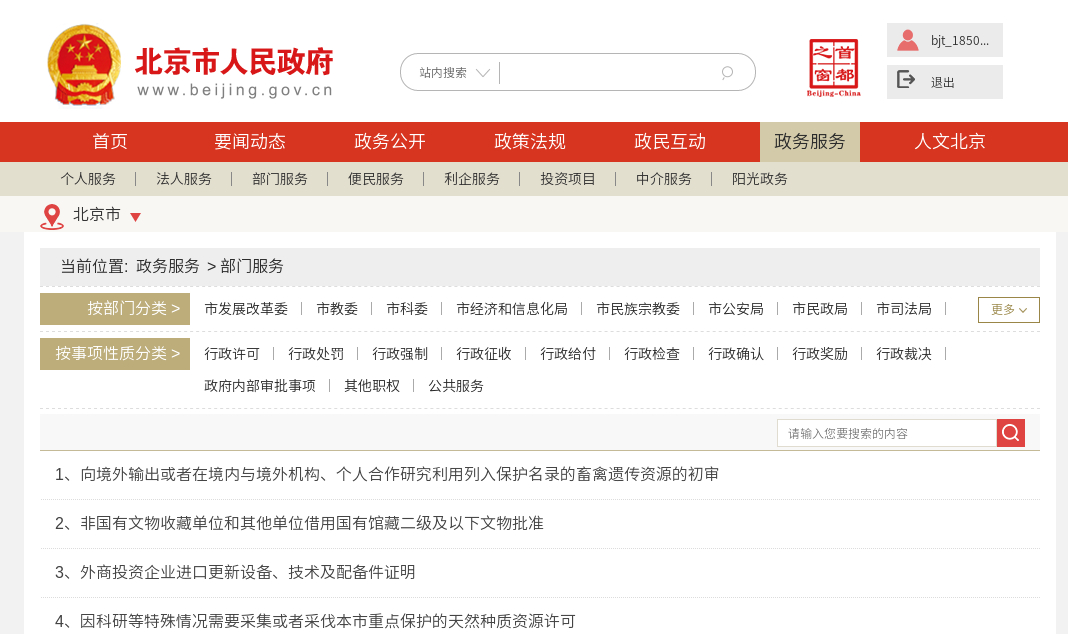 北京市人民政府
www.beijing.gov.cn
站内搜索
首都之窗
Beijing-China
bjt_1850...
退出
首页 要闻动态 政务公开 政策法规 政民互动 政务服务 人文北京
个人服务 法人服务 部门服务 便民服务 利企服务 投资项目 中介服务 阳光政务
北京市
当前位置: 政务服务 > 部门服务
按部门分类 > 市发展改革委 市教委 市科委 市经济和信息化局 市民族宗教委 市公安局 市民政局 市司法局 更多
按事项性质分类 > 行政许可 行政处罚 行政强制 行政征收 行政给付 行政检查 行政确认 行政奖励 行政裁决
政府内部审批事项 其他职权 公共服务
请输入您要搜索的内容
1、向境外输出或者在境内与境外机构、个人合作研究利用列入保护名录的畜禽遗传资源的初审
2、非国有文物收藏单位和其他单位借用国有馆藏二级及以下文物批准
3、外商投资企业进口更新设备、技术及配备件证明
4、因科研等特殊情况需要采集或者采伐本市重点保护的天然种质资源许可